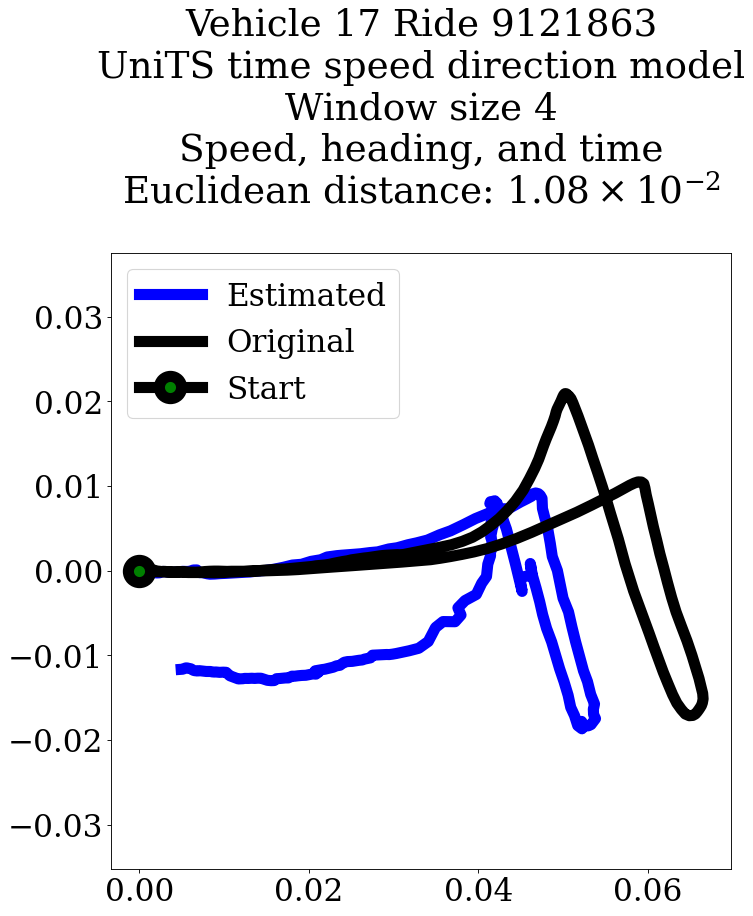 Vehicle 17 Ride 9121863
UniTS time speed direction model
Window size 4
Speed, heading, and time
Euclidean distance: 1.08 × 10⁻²
Estimated
Original
Start
0.03
0.02
0.01
0.00
−0.01
−0.02
−0.03
0.00 0.02 0.04 0.06